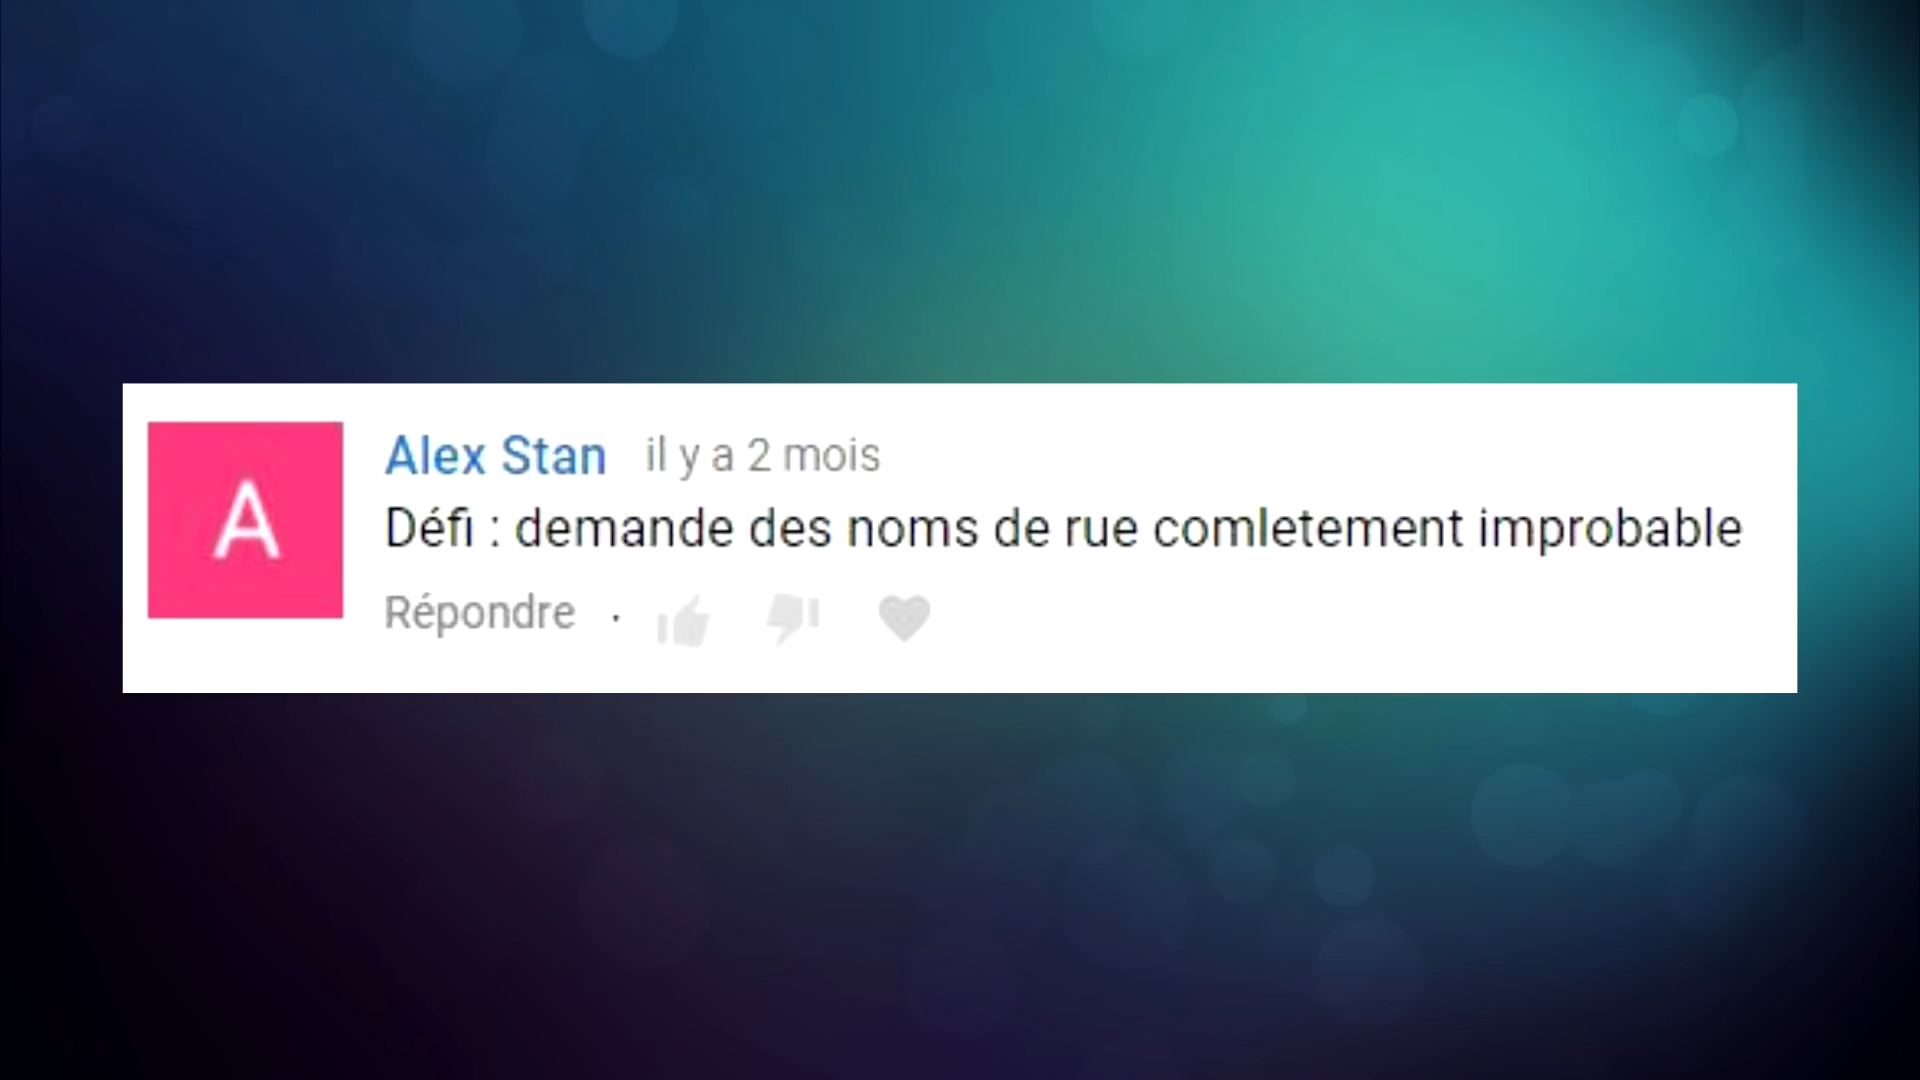 A
Alex Stan il y a 2 mois
Défi : demande des noms de rue comletement improbable
Répondre ·